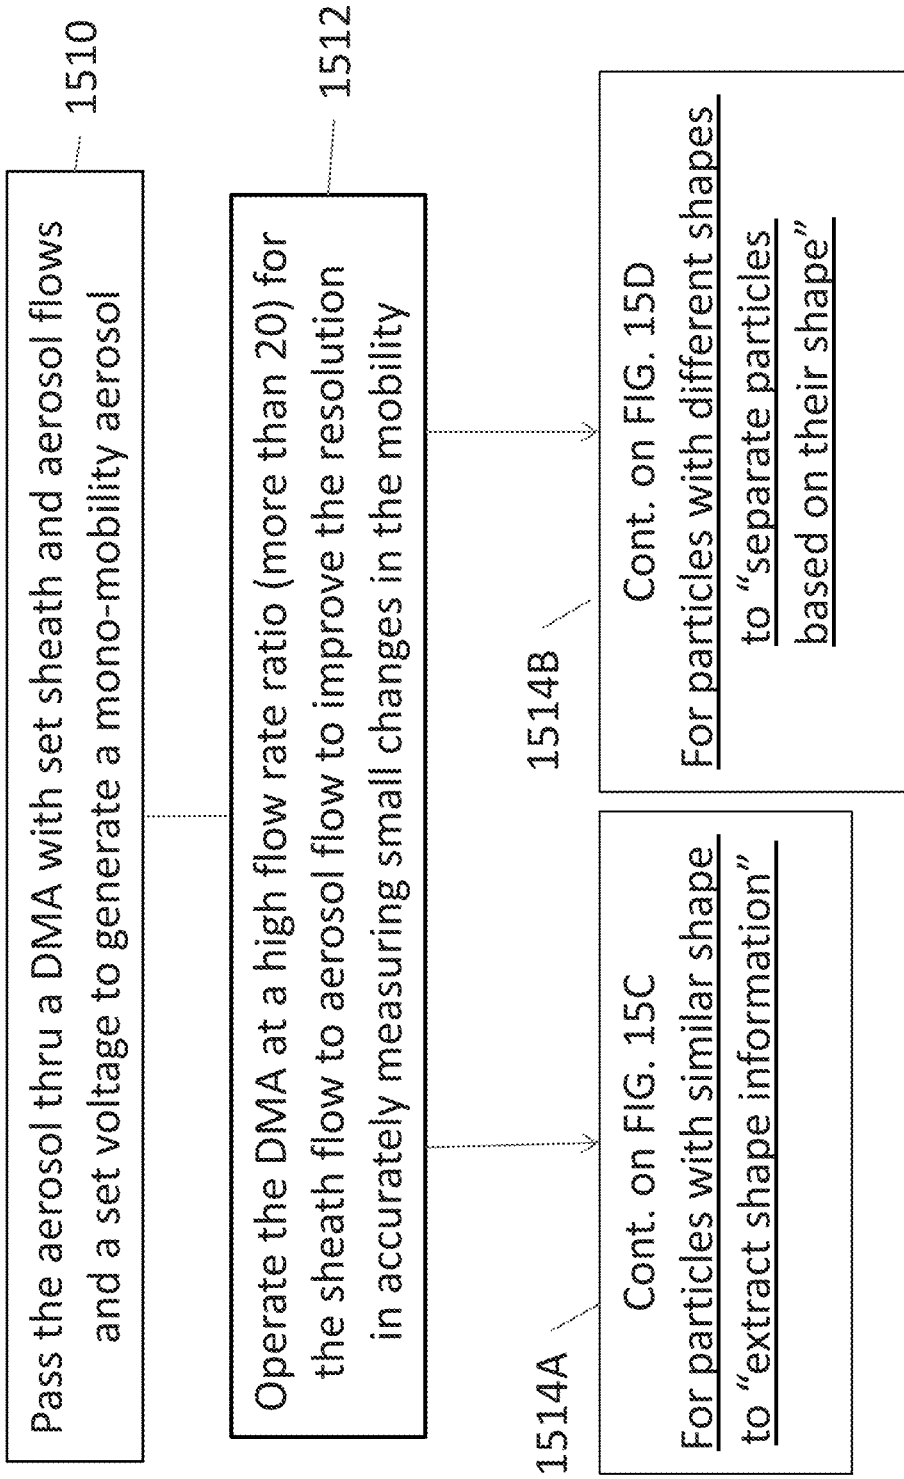 Pass the aerosol thru a DMA with set sheath and aerosol flows
and a set voltage to generate a mono-mobility aerosol
1510
Operate the DMA at a high flow rate ratio (more than 20) for
the sheath flow to aerosol flow to improve the resolution
in accurately measuring small changes in the mobility
1512
1514A
Cont. on FIG. 15C
For particles with similar shape
to “extract shape information”
1514B
Cont. on FIG. 15D
For particles with different shapes
to “separate particles
based on their shape”